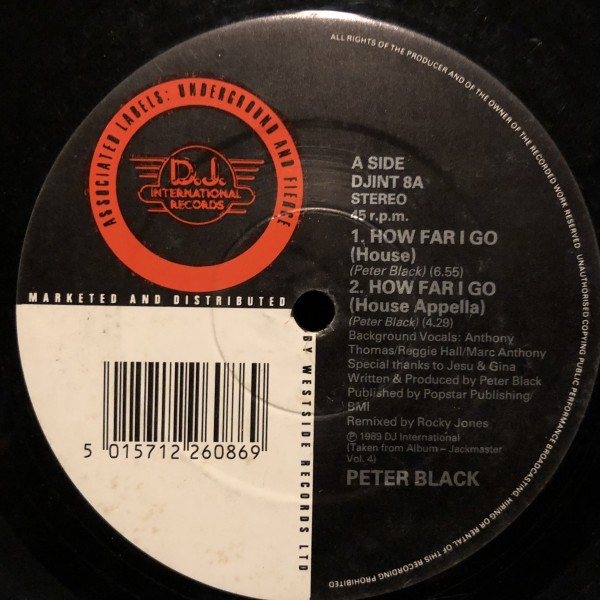 ALL RIGHTS OF THE PRODUCER AND OF THE OWNER OF THE RECORDED WORK RESERVED UNAUTHORISED COPYING PUBLIC PERFORMANCE BROADCASTING HIRING OR RENTAL OF THIS RECORDING PROHIBITED
ASSOCIATED LABELS: UNDERGROUND AND FIERCE
D.J.
INTERNATIONAL
RECORDS
MARKETED AND DISTRIBUTED
BY WESTSIDE RECORDS LTD
5 015712 260869
A SIDE
DJINT 8A
STEREO
45 r.p.m.
1. HOW FAR I GO
(House)
(Peter Black) (6.55)
2. HOW FAR I GO
(House Appella)
(Peter Black) (4.29)
Background Vocals: Anthony
Thomas/Reggie Hall/Marc Anthony
Special thanks to Jesu & Gina
Written & Produced by Peter Black
Published by Popstar Publishing/
BMI
Remixed by Rocky Jones
℗ 1989 DJ International
(Taken from Album – Jackmaster
Vol. 4)
PETER BLACK